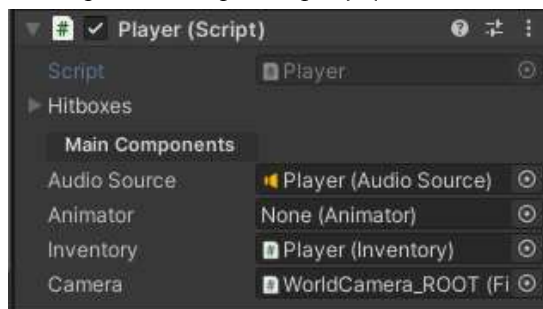 Player (Script)
Script Player
Hitboxes
Main Components
Audio Source Player (Audio Source)
Animator None (Animator)
Inventory Player (Inventory)
Camera WorldCamera_ROOT (Fi